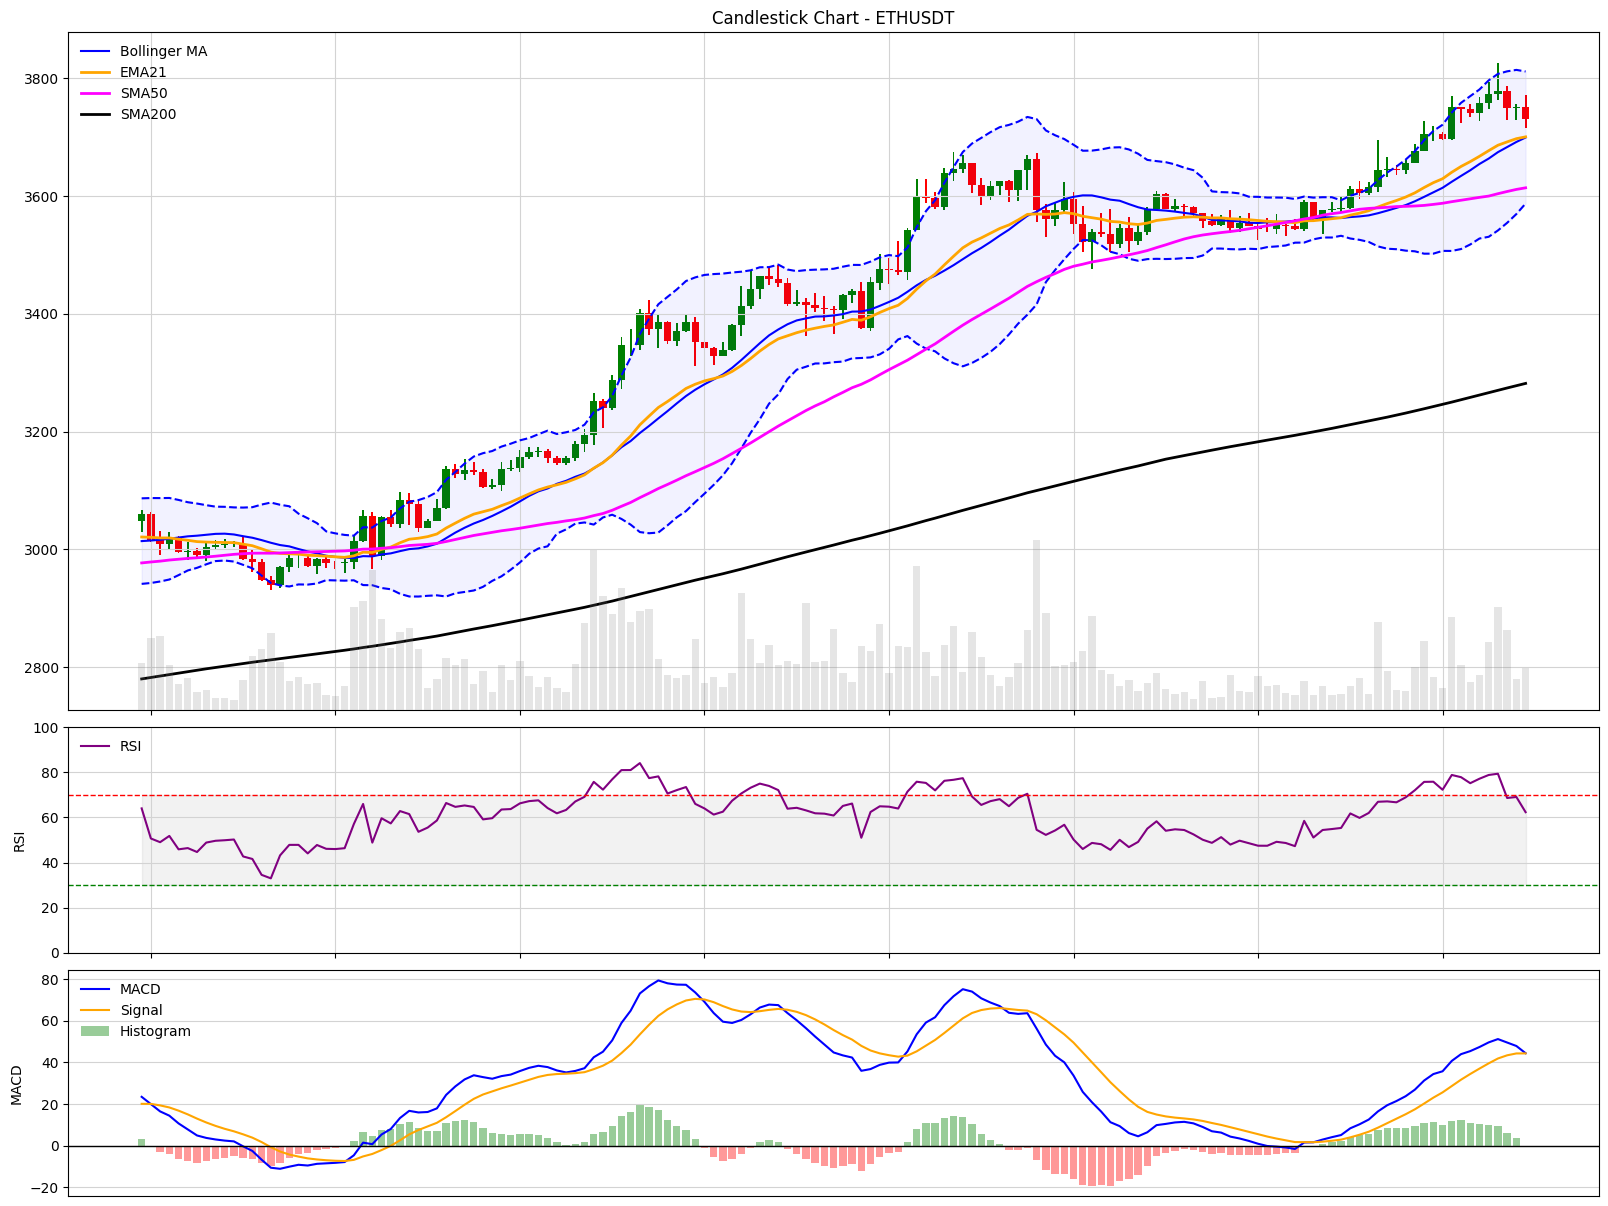 Candlestick Chart - ETHUSDT
Bollinger MA
EMA21
SMA50
SMA200
3800
3600
3400
3200
3000
2800
100
RSI
80
60
RSI
40
20
0
80
MACD
60
Signal
Histogram
40
MACD
20
0
−20